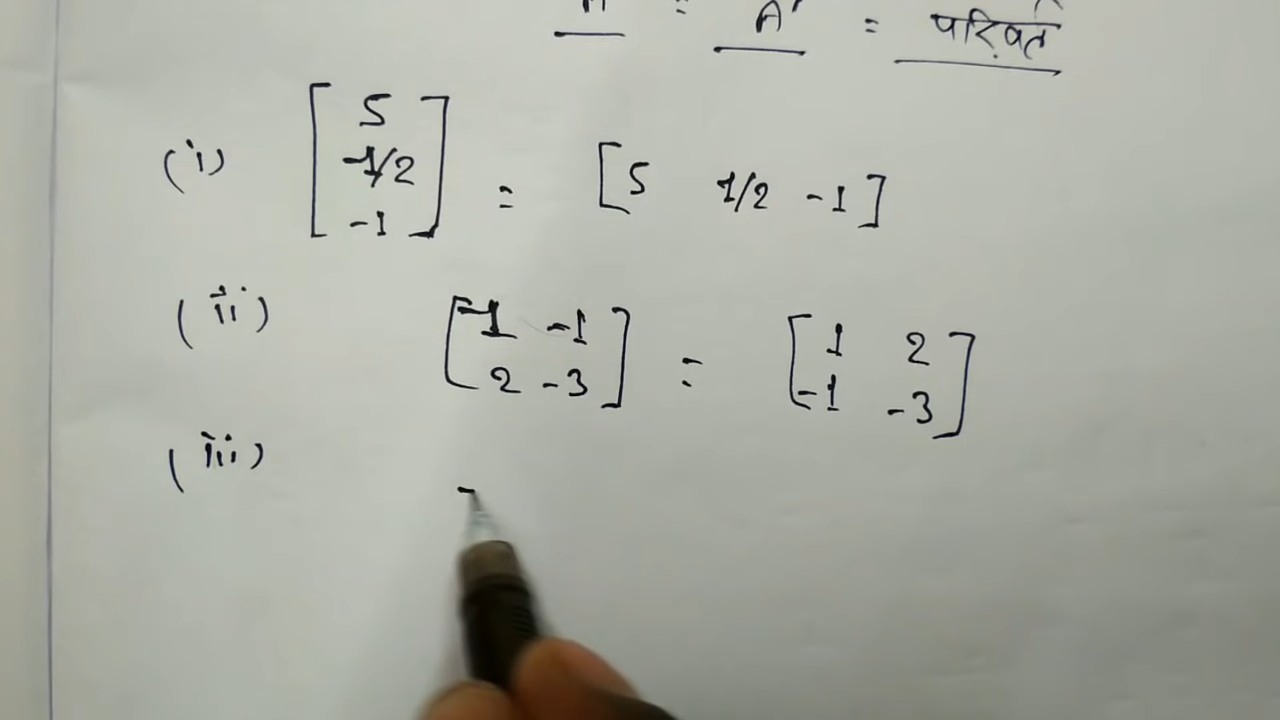 = A' = परिवर्त
(i) [5 -1/2 -1] = [5 1/2 -1]
(ii) [-1 -1 2 -3] = [1 2 -1 -3]
(iii)